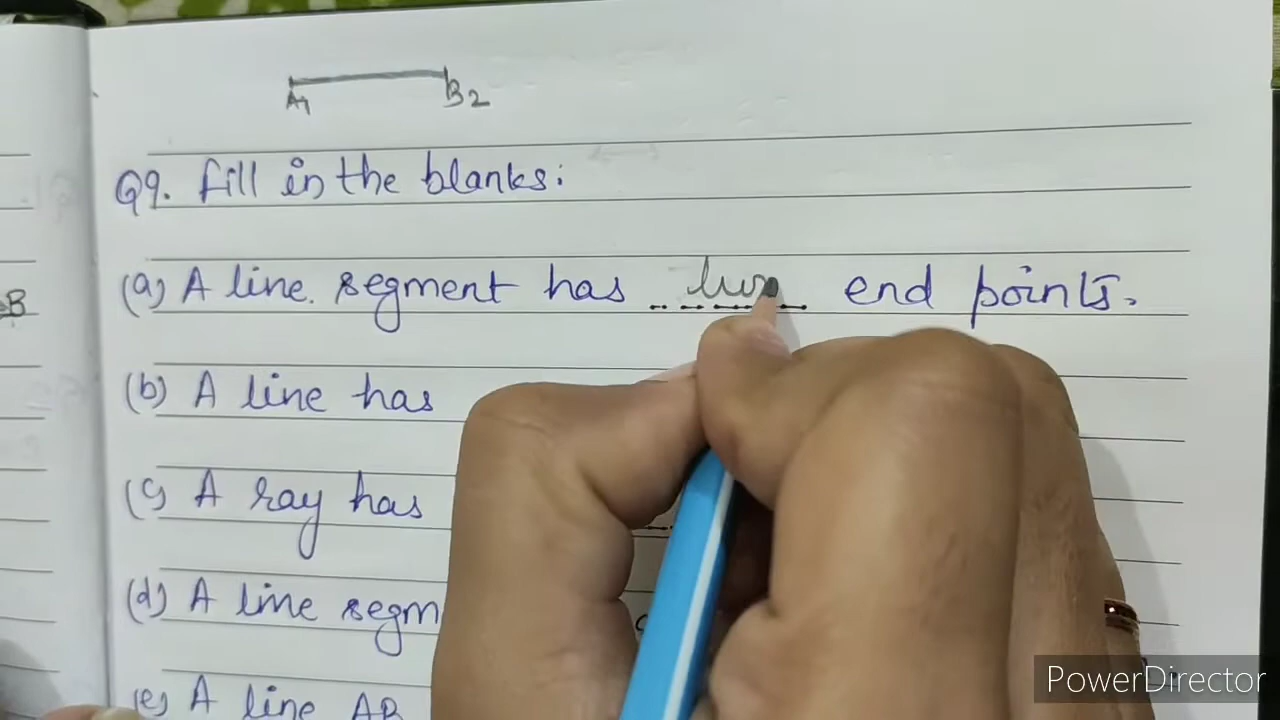 A1 B2
Q9. Fill in the blanks:
(a) A line segment has two end points.
(b) A line has
(c) A ray has
(d) A line segm
(e) A line AB
B
PowerDirector